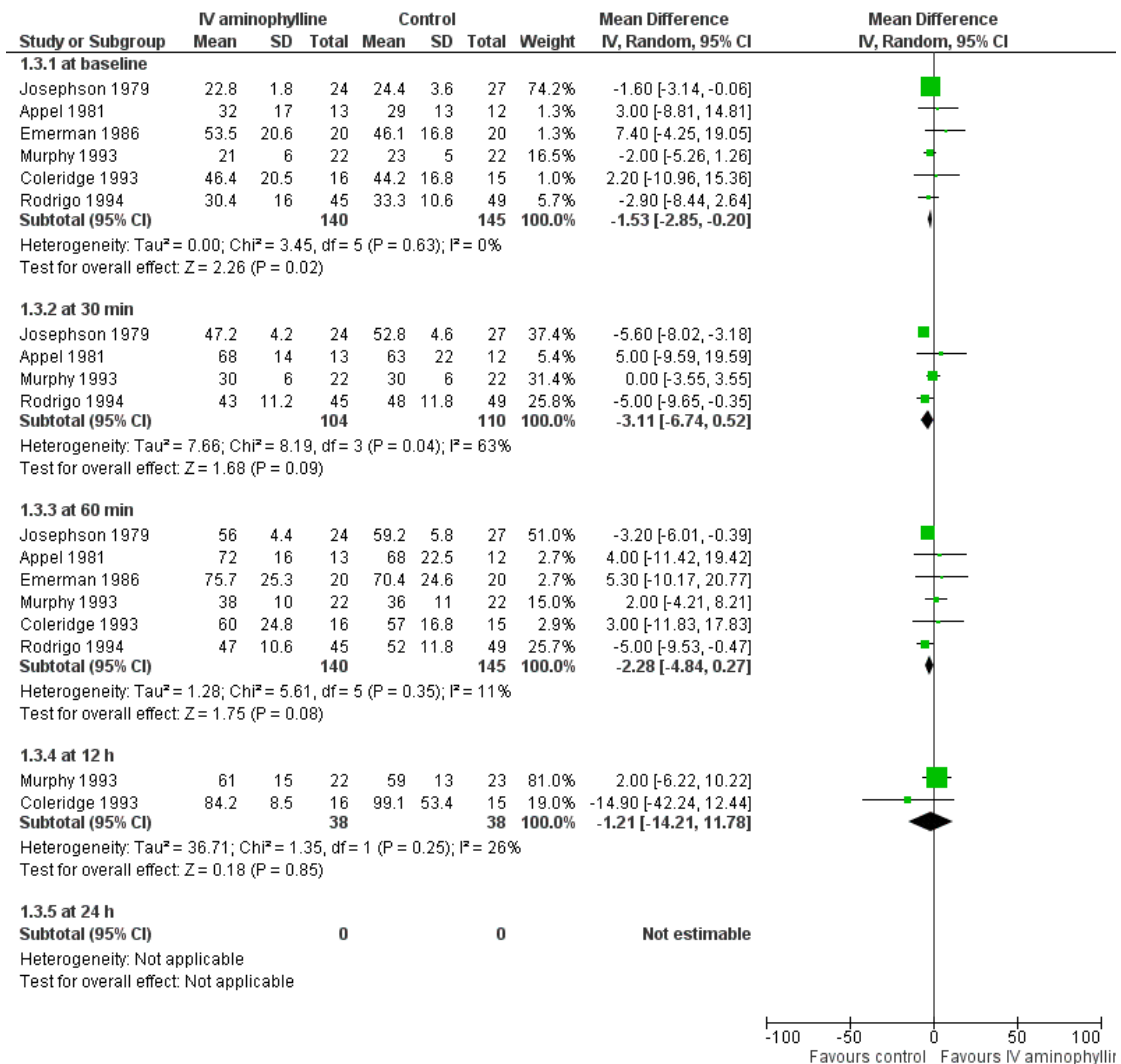 IV aminophylline Control Mean Difference Mean Difference
Study or Subgroup Mean SD Total Mean SD Total Weight IV, Random, 95% CI IV, Random, 95% CI
1.3.1 at baseline
Josephson 1979 22.8 1.8 24 24.4 3.6 27 74.2% -1.60 [-3.14, -0.06]
Appel 1981 32 17 13 29 13 12 1.3% 3.00 [-8.81, 14.81]
Emerman 1986 53.5 20.6 20 46.1 16.8 20 1.3% 7.40 [-4.25, 19.05]
Murphy 1993 21 6 22 23 5 22 16.5% -2.00 [-5.26, 1.26]
Coleridge 1993 46.4 20.5 16 44.2 16.8 15 1.0% 2.20 [-10.96, 15.36]
Rodrigo 1994 30.4 16 45 33.3 10.6 49 5.7% -2.90 [-8.44, 2.64]
Subtotal (95% CI) 140 145 100.0% -1.53 [-2.85, -0.20]
Heterogeneity: Tau² = 0.00; Chi² = 3.45, df = 5 (P = 0.63); I² = 0%
Test for overall effect: Z = 2.26 (P = 0.02)
1.3.2 at 30 min
Josephson 1979 47.2 4.2 24 52.8 4.6 27 37.4% -5.60 [-8.02, -3.18]
Appel 1981 68 14 13 63 22 12 5.4% 5.00 [-9.59, 19.59]
Murphy 1993 30 6 22 30 6 22 31.4% 0.00 [-3.55, 3.55]
Rodrigo 1994 43 11.2 45 48 11.8 49 25.8% -5.00 [-9.65, -0.35]
Subtotal (95% CI) 104 110 100.0% -3.11 [-6.74, 0.52]
Heterogeneity: Tau² = 7.66; Chi² = 8.19, df = 3 (P = 0.04); I² = 63%
Test for overall effect: Z = 1.68 (P = 0.09)
1.3.3 at 60 min
Josephson 1979 56 4.4 24 59.2 5.8 27 51.0% -3.20 [-6.01, -0.39]
Appel 1981 72 16 13 68 22.5 12 2.7% 4.00 [-11.42, 19.42]
Emerman 1986 75.7 25.3 20 70.4 24.6 20 2.7% 5.30 [-10.17, 20.77]
Murphy 1993 38 10 22 36 11 22 15.0% 2.00 [-4.21, 8.21]
Coleridge 1993 60 24.8 16 57 16.8 15 2.9% 3.00 [-11.83, 17.83]
Rodrigo 1994 47 10.6 45 52 11.8 49 25.7% -5.00 [-9.53, -0.47]
Subtotal (95% CI) 140 145 100.0% -2.28 [-4.84, 0.27]
Heterogeneity: Tau² = 1.28; Chi² = 5.61, df = 5 (P = 0.35); I² = 11%
Test for overall effect: Z = 1.75 (P = 0.08)
1.3.4 at 12 h
Murphy 1993 61 15 22 59 13 23 81.0% 2.00 [-6.22, 10.22]
Coleridge 1993 84.2 8.5 16 99.1 53.4 15 19.0% -14.90 [-42.24, 12.44]
Subtotal (95% CI) 38 38 100.0% -1.21 [-14.21, 11.78]
Heterogeneity: Tau² = 36.71; Chi² = 1.35, df = 1 (P = 0.25); I² = 26%
Test for overall effect: Z = 0.18 (P = 0.85)
1.3.5 at 24 h
Subtotal (95% CI) 0 0 Not estimable
Heterogeneity: Not applicable
Test for overall effect: Not applicable
-100 -50 0 50 100
Favours control Favours IV aminophyllin